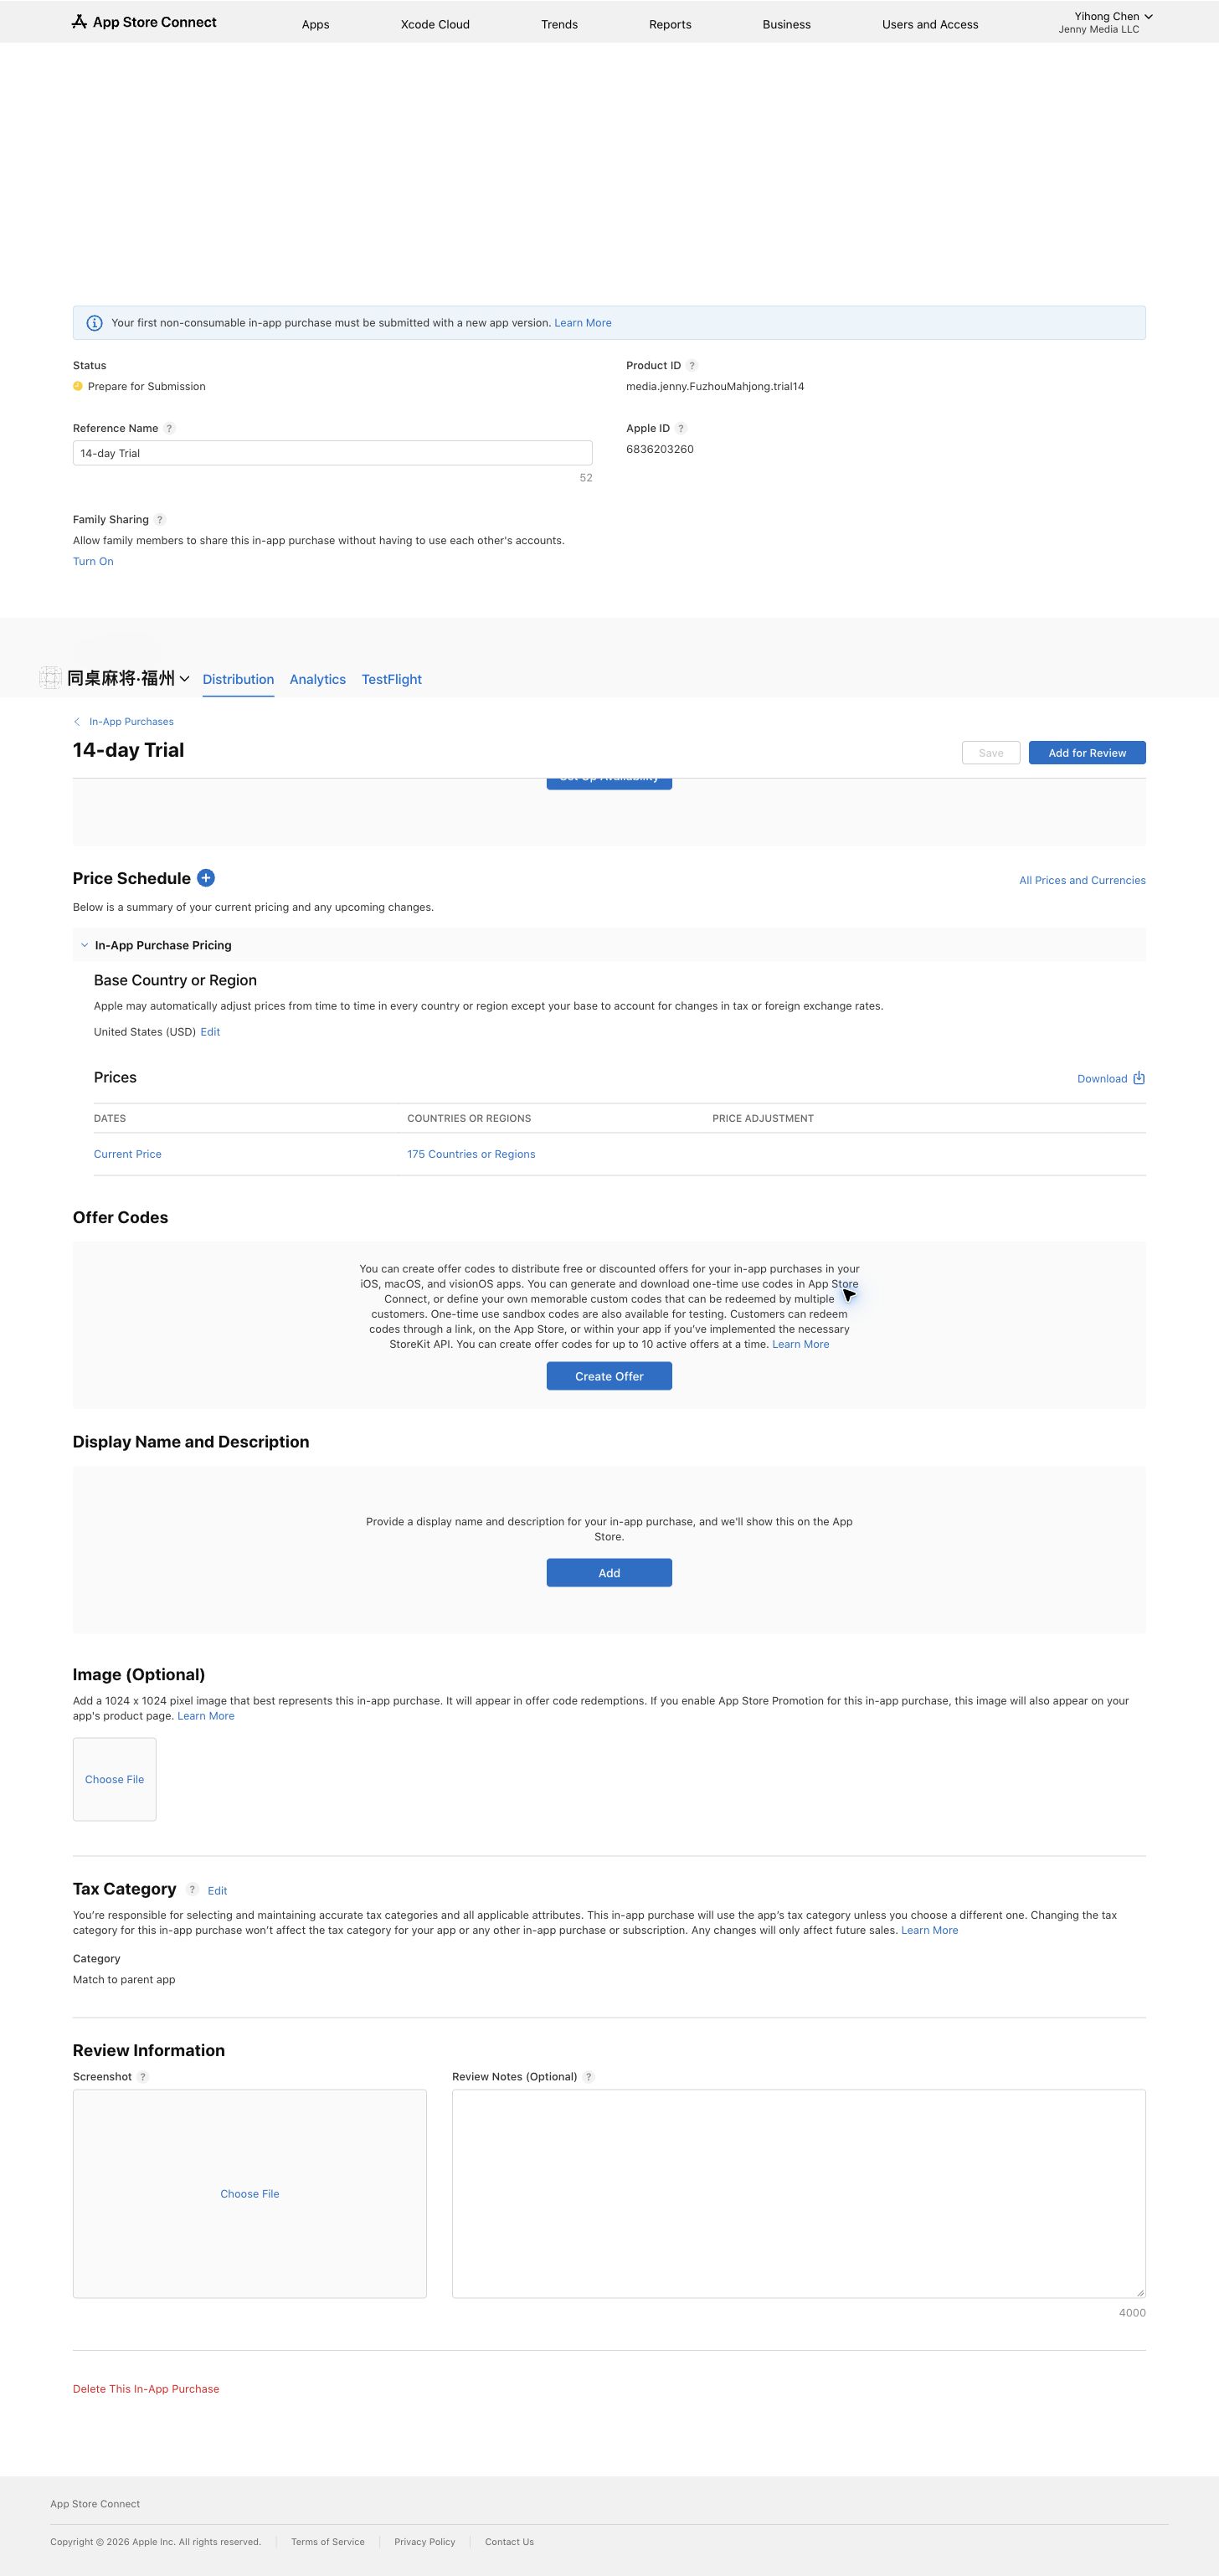 App Store Connect
Apps
Xcode Cloud
Trends
Reports
Business
Users and Access
Yihong Chen
Jenny Media LLC
Your first non-consumable in-app purchase must be submitted with a new app version. Learn More
Status
Prepare for Submission
Product ID ?
media.jenny.FuzhouMahjong.trial14
Reference Name ?
14-day Trial
52
Apple ID ?
6836203260
Family Sharing ?
Allow family members to share this in-app purchase without having to use each other's accounts.
Turn On
同桌麻将·福州
Distribution
Analytics
TestFlight
In-App Purchases
14-day Trial
Save
Add for Review
Set Up Availability
Price Schedule
All Prices and Currencies
Below is a summary of your current pricing and any upcoming changes.
In-App Purchase Pricing
Base Country or Region
Apple may automatically adjust prices from time to time in every country or region except your base to account for changes in tax or foreign exchange rates.
United States (USD) Edit
Prices
Download
DATES
COUNTRIES OR REGIONS
PRICE ADJUSTMENT
Current Price
175 Countries or Regions
Offer Codes
You can create offer codes to distribute free or discounted offers for your in-app purchases in your
iOS, macOS, and visionOS apps. You can generate and download one-time use codes in App Store
Connect, or define your own memorable custom codes that can be redeemed by multiple
customers. One-time use sandbox codes are also available for testing. Customers can redeem
codes through a link, on the App Store, or within your app if you've implemented the necessary
StoreKit API. You can create offer codes for up to 10 active offers at a time. Learn More
Create Offer
Display Name and Description
Provide a display name and description for your in-app purchase, and we'll show this on the App
Store.
Add
Image (Optional)
Add a 1024 x 1024 pixel image that best represents this in-app purchase. It will appear in offer code redemptions. If you enable App Store Promotion for this in-app purchase, this image will also appear on your
app's product page. Learn More
Choose File
Tax Category ? Edit
You're responsible for selecting and maintaining accurate tax categories and all applicable attributes. This in-app purchase will use the app's tax category unless you choose a different one. Changing the tax
category for this in-app purchase won't affect the tax category for your app or any other in-app purchase or subscription. Any changes will only affect future sales. Learn More
Category
Match to parent app
Review Information
Screenshot ?
Choose File
Review Notes (Optional) ?
4000
Delete This In-App Purchase
App Store Connect
Copyright © 2026 Apple Inc. All rights reserved.
Terms of Service
Privacy Policy
Contact Us